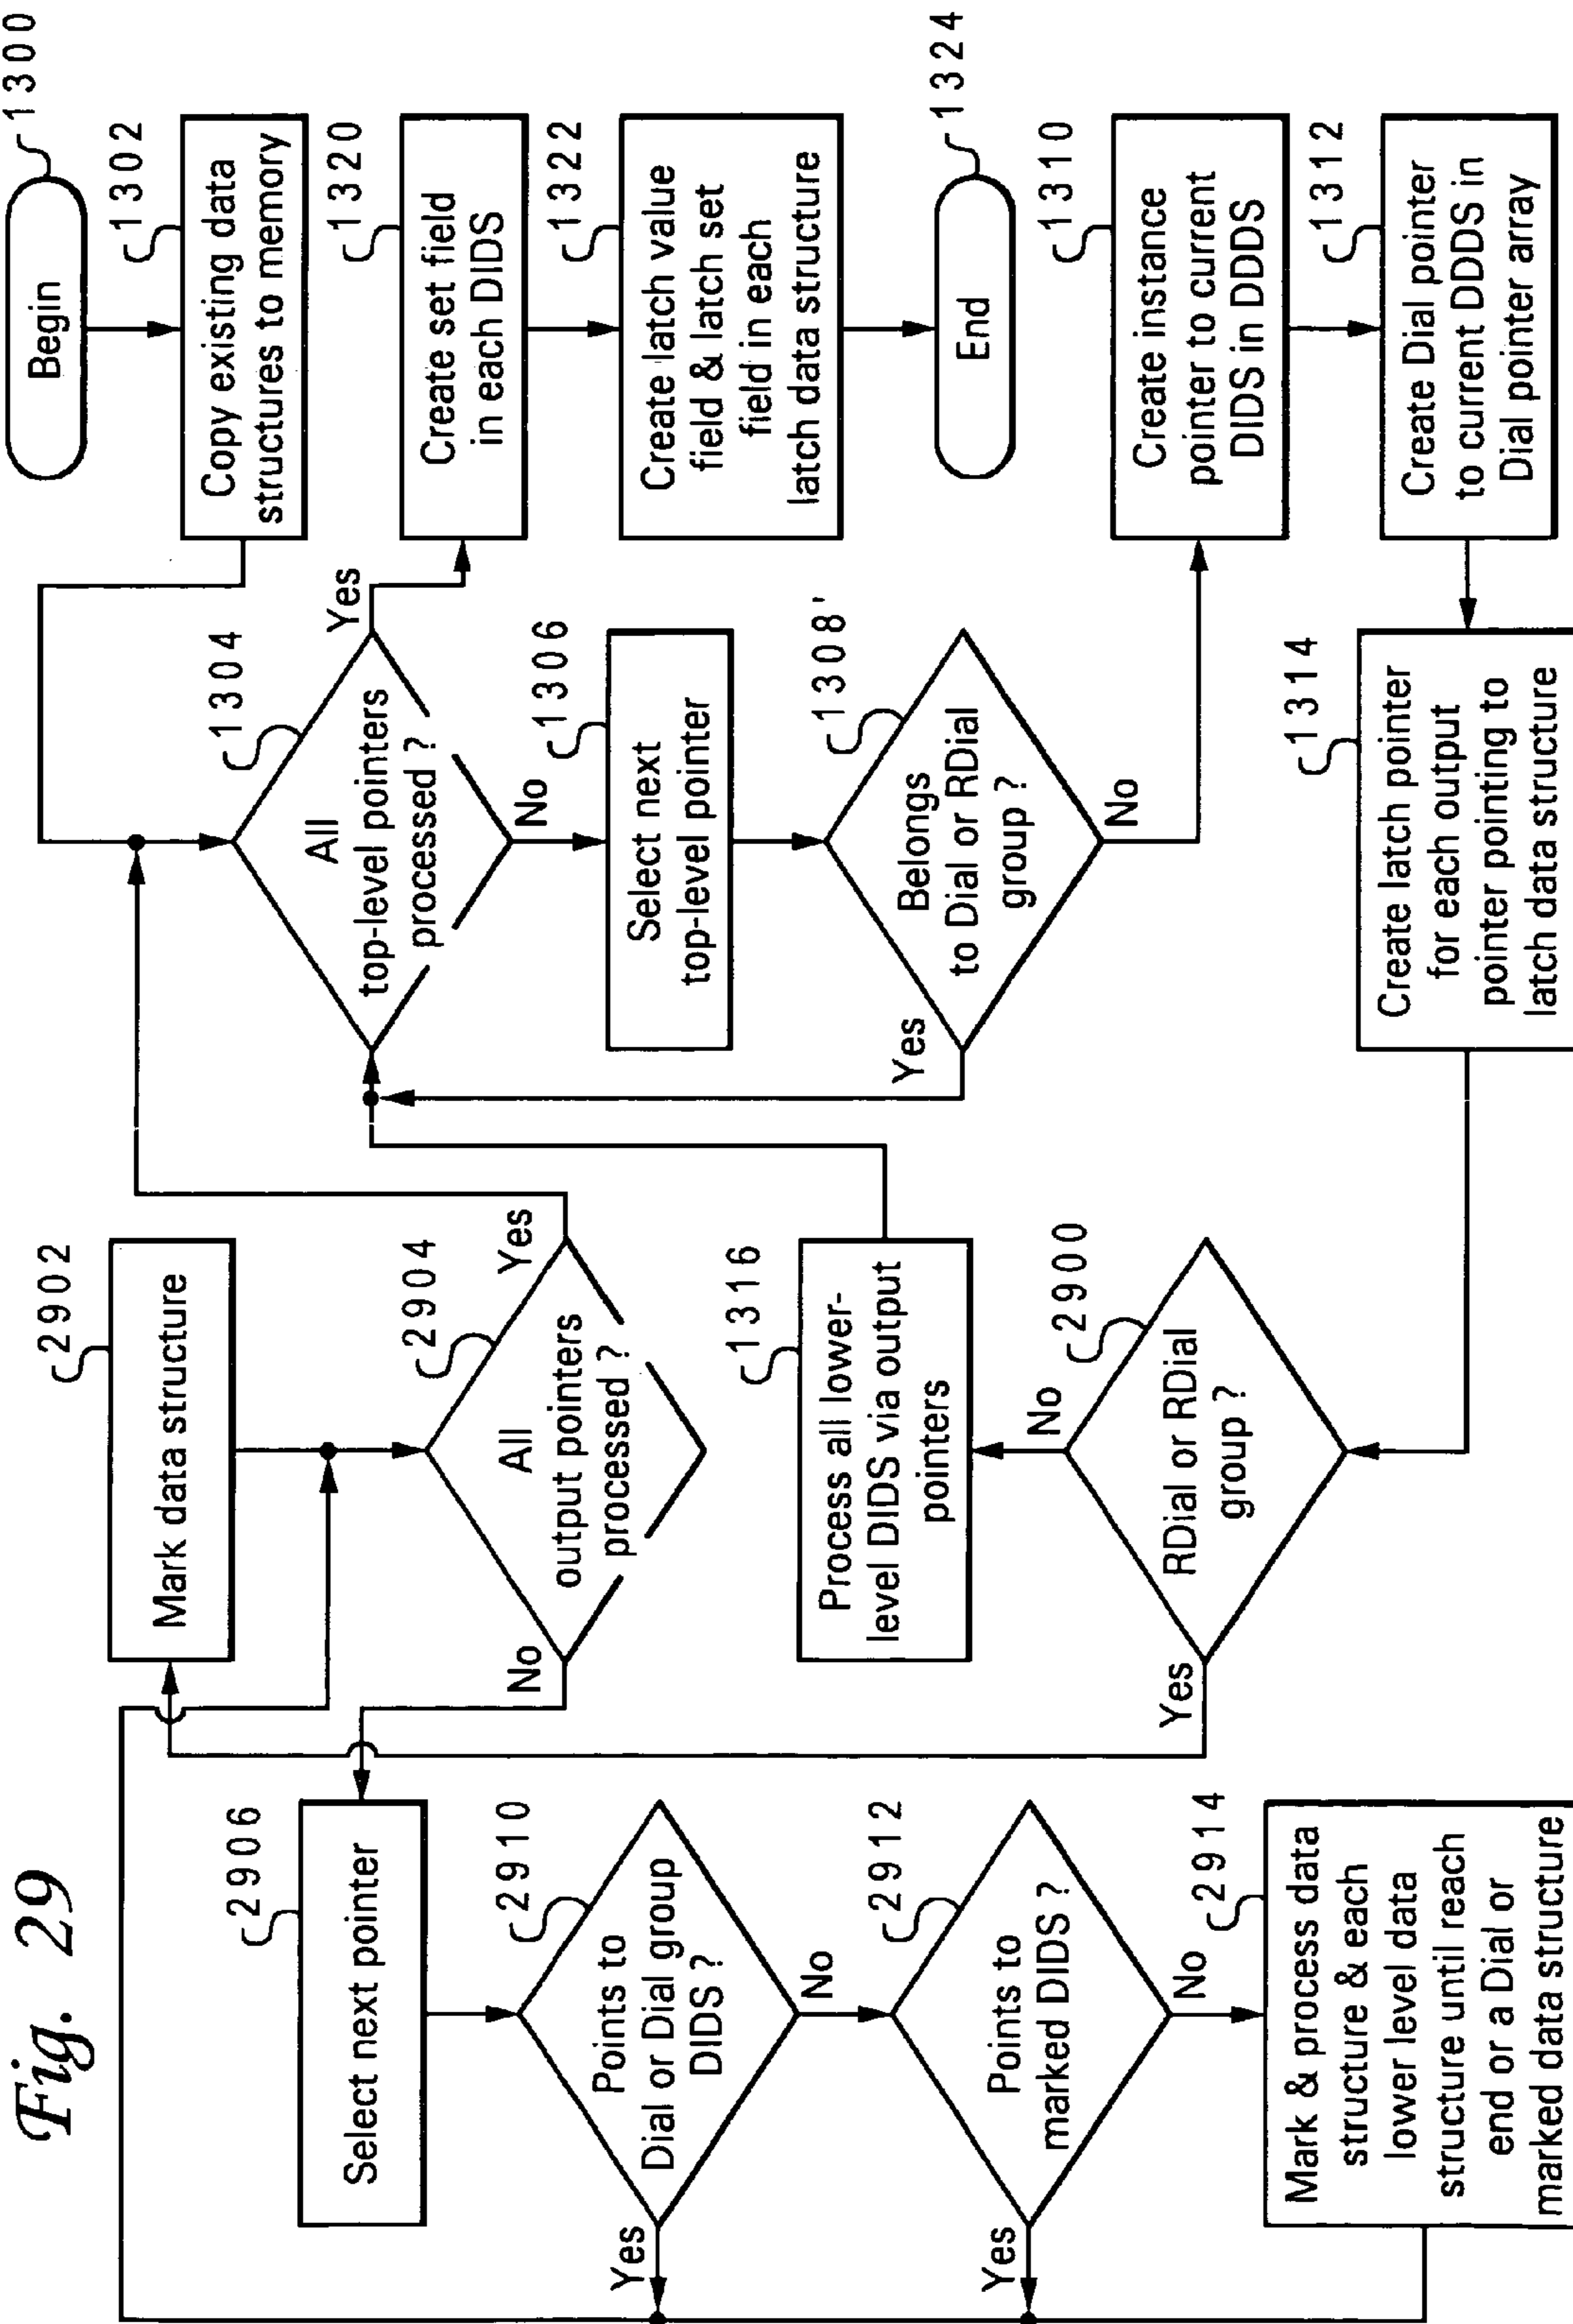 Fig. 29
Begin
1300
1302
Copy existing data
structures to memory
1304
All
top-level pointers
processed ?
Yes
No
1320
Create set field
in each DIDS
1322
Create latch value
field & latch set
field in each
latch data structure
End
1324
1306
Select next
top-level pointer
1308'
Belongs
to Dial or RDial
group ?
Yes
No
1310
Create instance
pointer to current
DIDS in DDDS
1312
Create Dial pointer
to current DDDS in
Dial pointer array
1314
Create latch pointer
for each output
pointer pointing to
latch data structure
2900
RDial or RDial
group ?
No
Yes
1316
Process all lower-
level DIDS via output
pointers
2902
Mark data structure
2904
All
output pointers
processed ?
Yes
No
2906
Select next pointer
2910
Points to
Dial or Dial group
DIDS ?
Yes
No
2912
Points to
marked DIDS ?
Yes
No
2914
Mark & process data
structure & each
lower level data
structure until reach
end or a Dial or
marked data structure